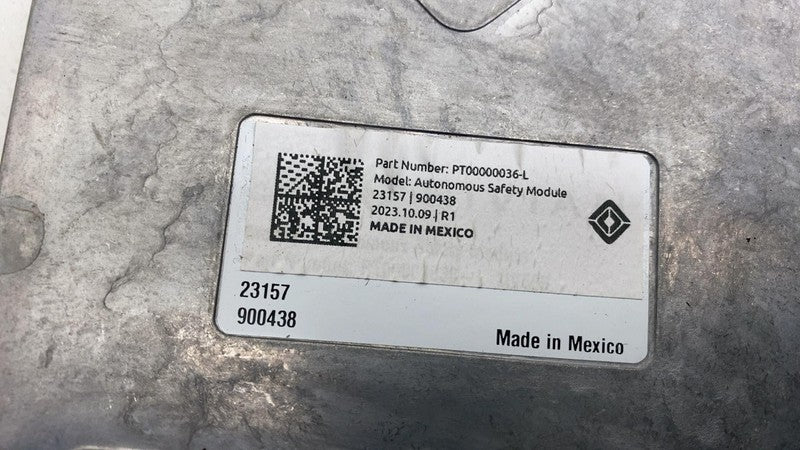 Part Number: PT00000036-L
Model: Autonomous Safety Module
23157 | 900438
2023.10.09 | R1
MADE IN MEXICO
23157
900438
Made in Mexico